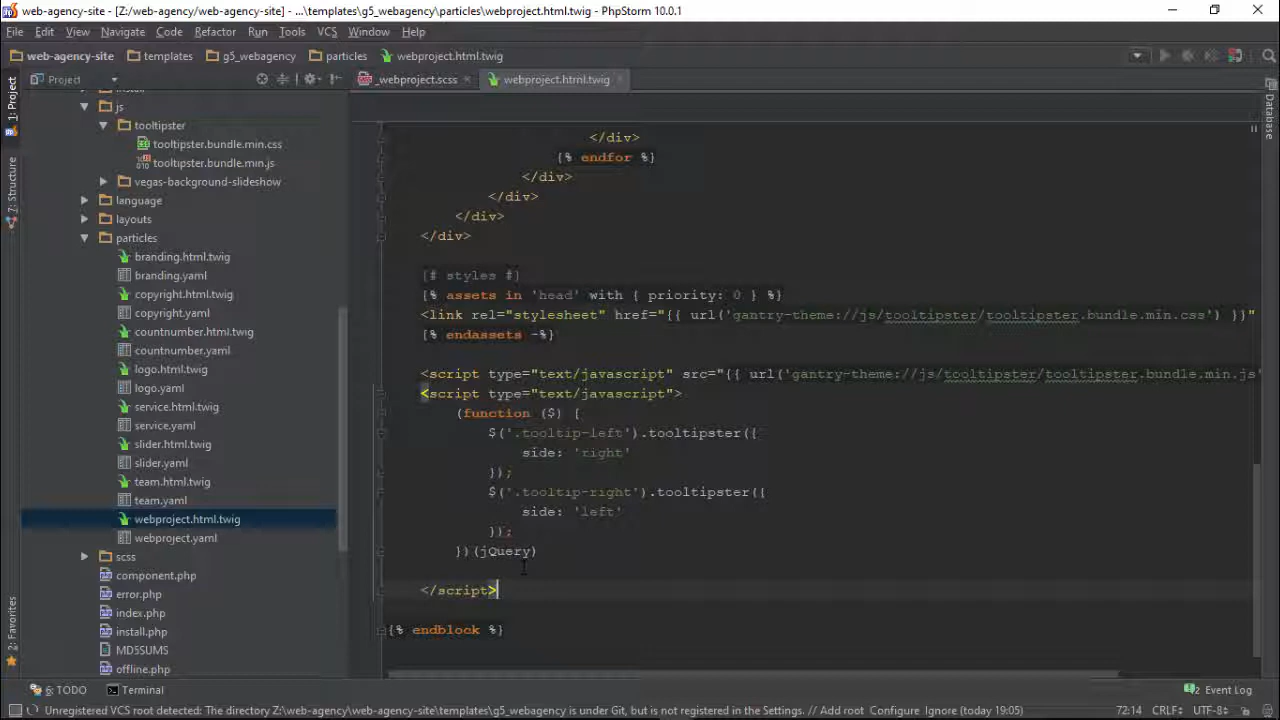 web-agency-site - [Z:/web-agency/web-agency-site] - ...\templates\g5_webagency\particles\webproject.html.twig - PhpStorm 10.0.1
File Edit View Navigate Code Refactor Run Tools VCS Window Help
web-agency-site templates g5_webagency particles webproject.html.twig
Project _webproject.scss webproject.html.twig
1: Project
7: Structure
2: Favorites
Database
js
tooltipster
tooltipster.bundle.min.css
tooltipster.bundle.min.js
vegas-background-slideshow
language
layouts
particles
branding.html.twig
branding.yaml
copyright.html.twig
copyright.yaml
countnumber.html.twig
countnumber.yaml
logo.html.twig
logo.yaml
service.html.twig
service.yaml
slider.html.twig
slider.yaml
team.html.twig
team.yaml
webproject.html.twig
webproject.yaml
scss
component.php
error.php
index.php
install.php
MD5SUMS
offline.php
</div>
{% endfor %}
</div>
</div>
</div>
</div>
{# styles #}
{% assets in 'head' with { priority: 0 } %}
<link rel="stylesheet" href="{{ url('gantry-theme://js/tooltipster/tooltipster.bundle.min.css') }}"
{% endassets -%}
<script type="text/javascript" src="{{ url('gantry-theme://js/tooltipster/tooltipster.bundle.min.js'
<script type="text/javascript">
(function ($) {
$('.tooltip-left').tooltipster({
side: 'right'
});
$('.tooltip-right').tooltipster({
side: 'left'
});
})(jQuery)
</script>
{% endblock %}
6: TODO Terminal Event Log
Unregistered VCS root detected: The directory Z:\web-agency\web-agency-site\templates\g5_webagency is under Git, but is not registered in the Settings. // Add root Configure Ignore (today 19:05) 72:14 CRLF÷ UTF-8÷